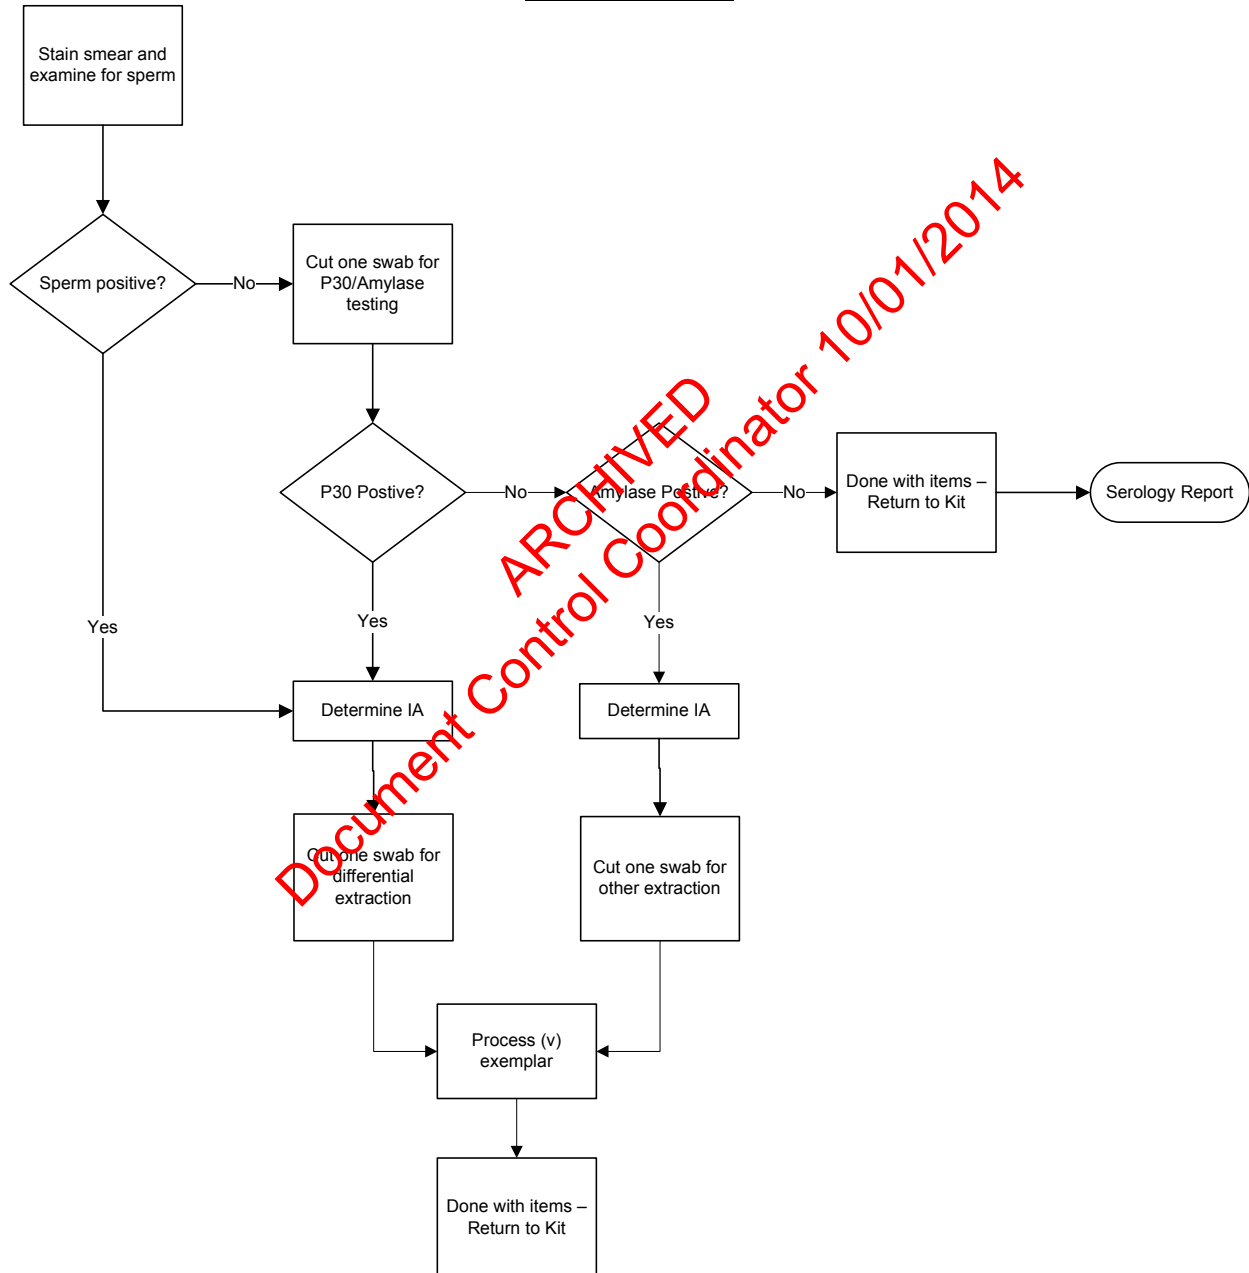 Stain smear and
examine for sperm
Sperm positive?
No
Cut one swab for
P30/Amylase
testing
P30 Postive?
No
Amylase Postive?
No
Done with items –
Return to Kit
Serology Report
Yes
Yes
Yes
Determine IA
Determine IA
Cut one swab for
differential
extraction
Cut one swab for
other extraction
Process (v)
exemplar
Done with items –
Return to Kit
ARCHIVED
Document Control Coordinator 10/01/2014